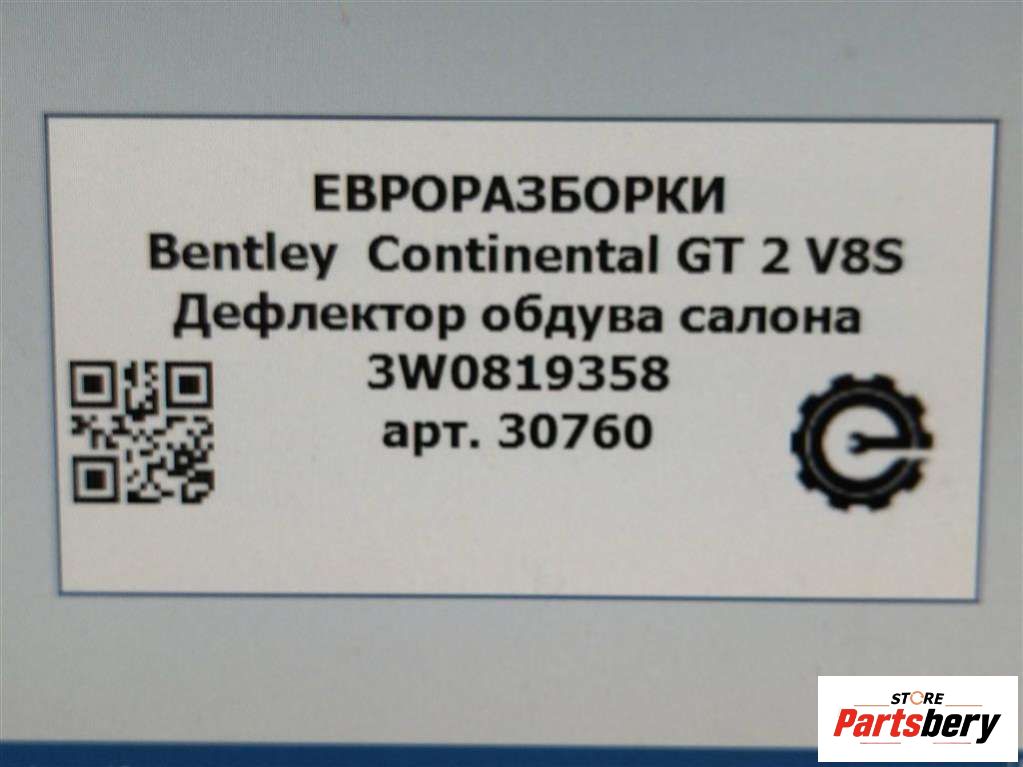 ЕВРОРАЗБОРКИ
Bentley Continental GT 2 V8S
Дефлектор обдува салона
3W0819358
арт. 30760
STORE
Partsbery